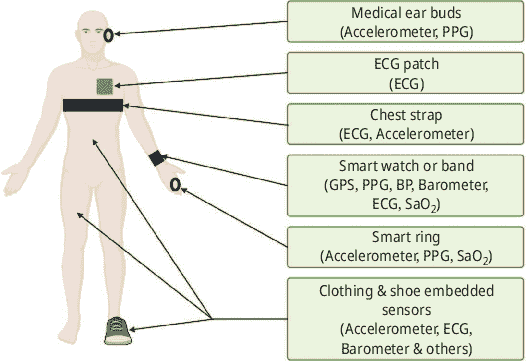 Medical ear buds
(Accelerometer, PPG)
ECG patch
(ECG)
Chest strap
(ECG, Accelerometer)
Smart watch or band
(GPS, PPG, BP, Barometer,
ECG, SaO₂)
Smart ring
(Accelerometer, PPG, SaO₂)
Clothing & shoe embedded
sensors
(Accelerometer, ECG,
Barometer & others)